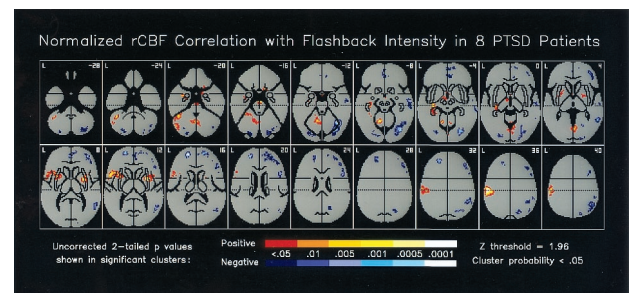 Normalized rCBF Correlation with Flashback Intensity in 8 PTSD Patients
L -28 L -24 L -20 L -16 L -12 L -8 L -4 L 0 L 4
L 8 L 12 L 16 L 20 L 24 L 28 L 32 L 36 L 40
Uncorrected 2-tailed p values
shown in significant clusters:
Positive
<.05 .01 .005 .001 .0005 .0001
Negative
Z threshold = 1.96
Cluster probability < .05